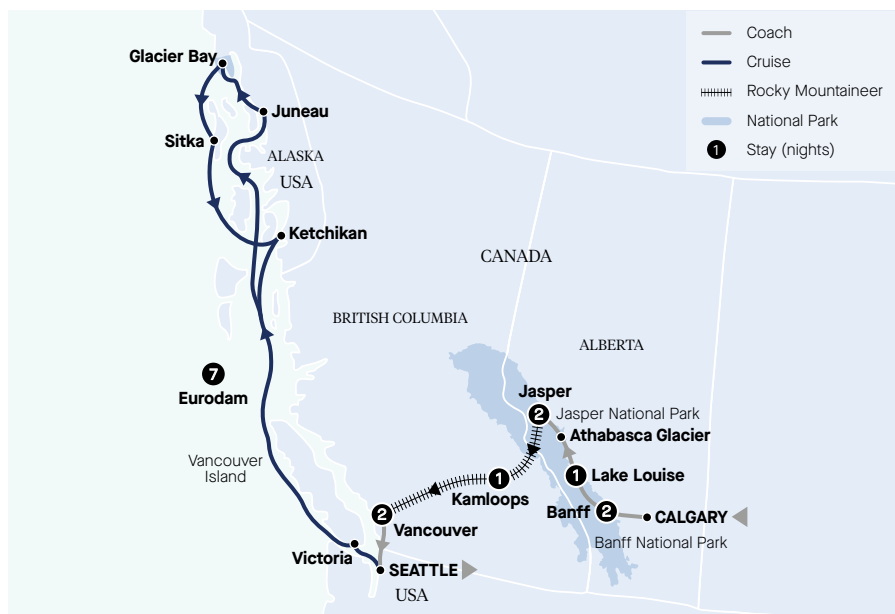 Coach
Cruise
Rocky Mountaineer
National Park
1 Stay (nights)
Glacier Bay
Juneau
Sitka
ALASKA
USA
Ketchikan
CANADA
BRITISH COLUMBIA
ALBERTA
7
Eurodam
Jasper
2
Jasper National Park
Athabasca Glacier
Vancouver
Island
1
Lake Louise
1
Kamloops
Banff
2
CALGARY
Banff National Park
2
Vancouver
Victoria
SEATTLE
USA